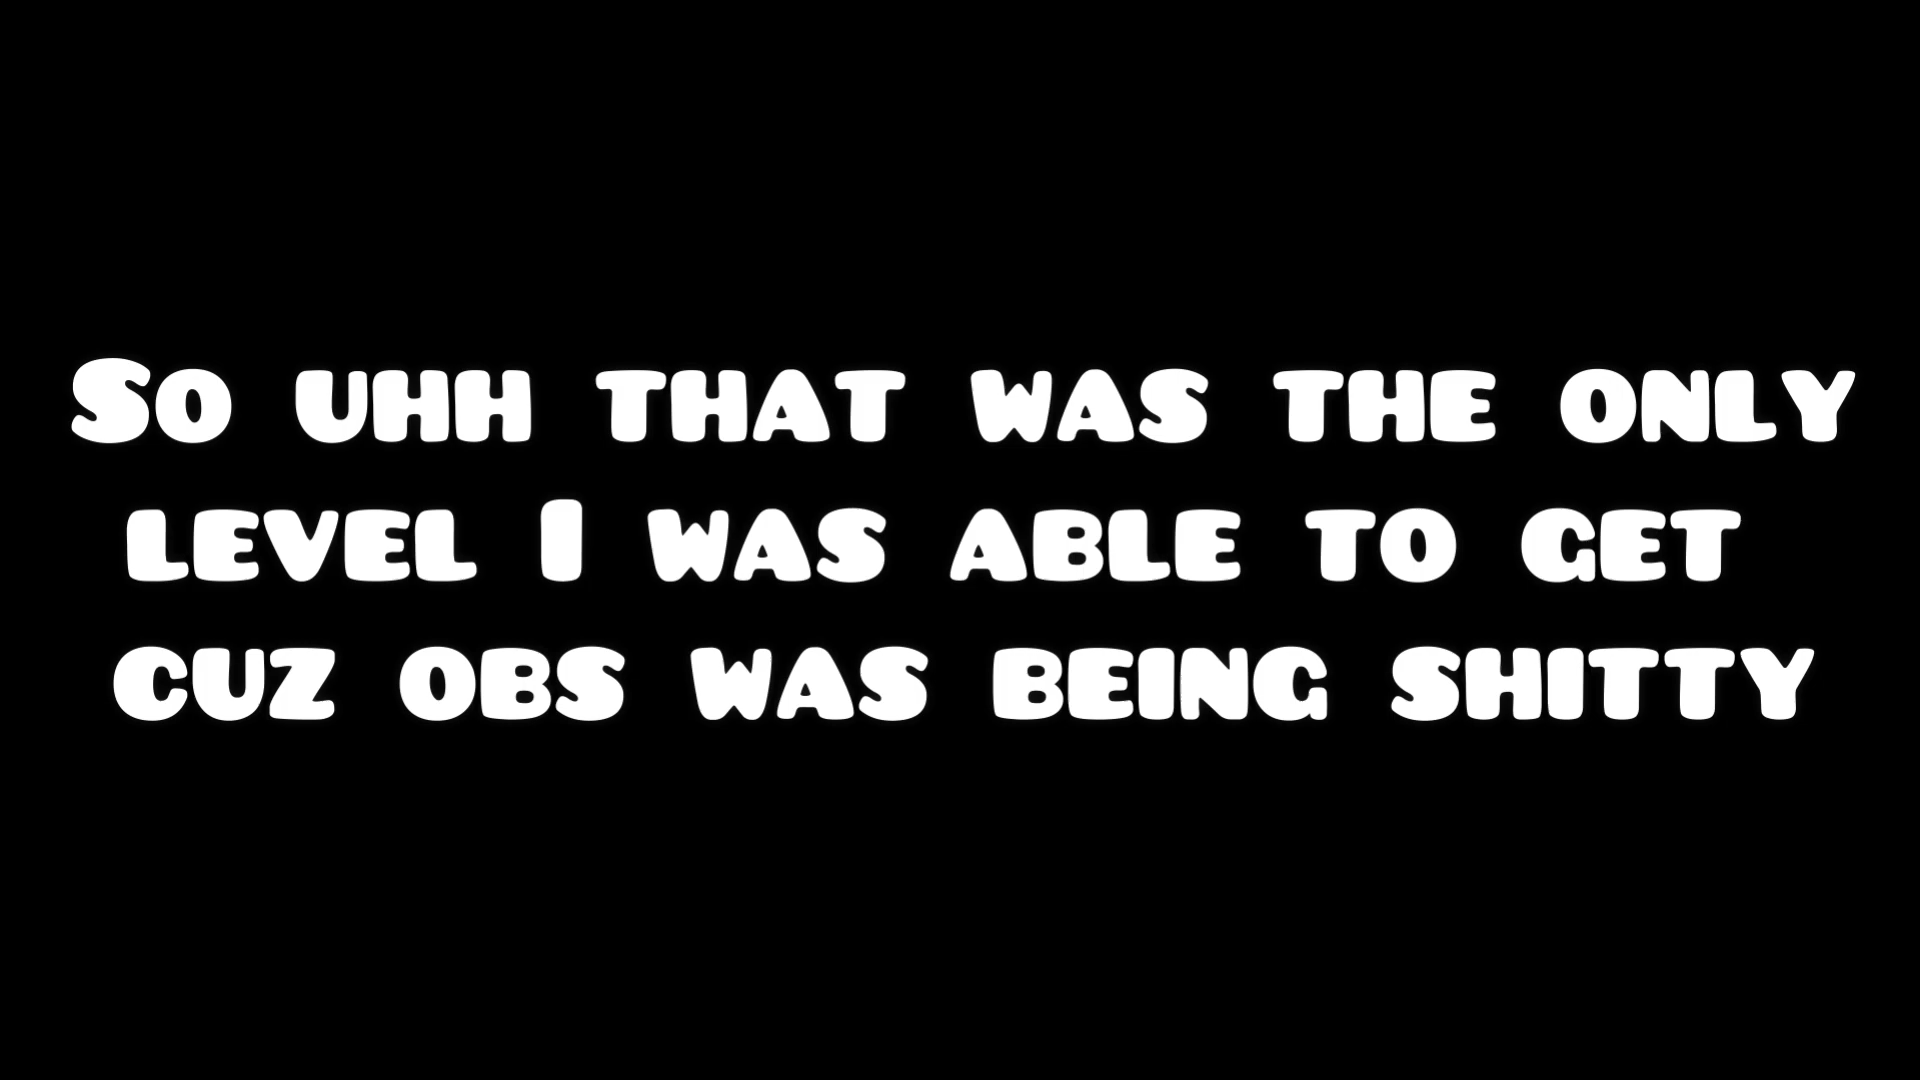 So uhh that was the only
level I was able to get
cuz obs was being shitty